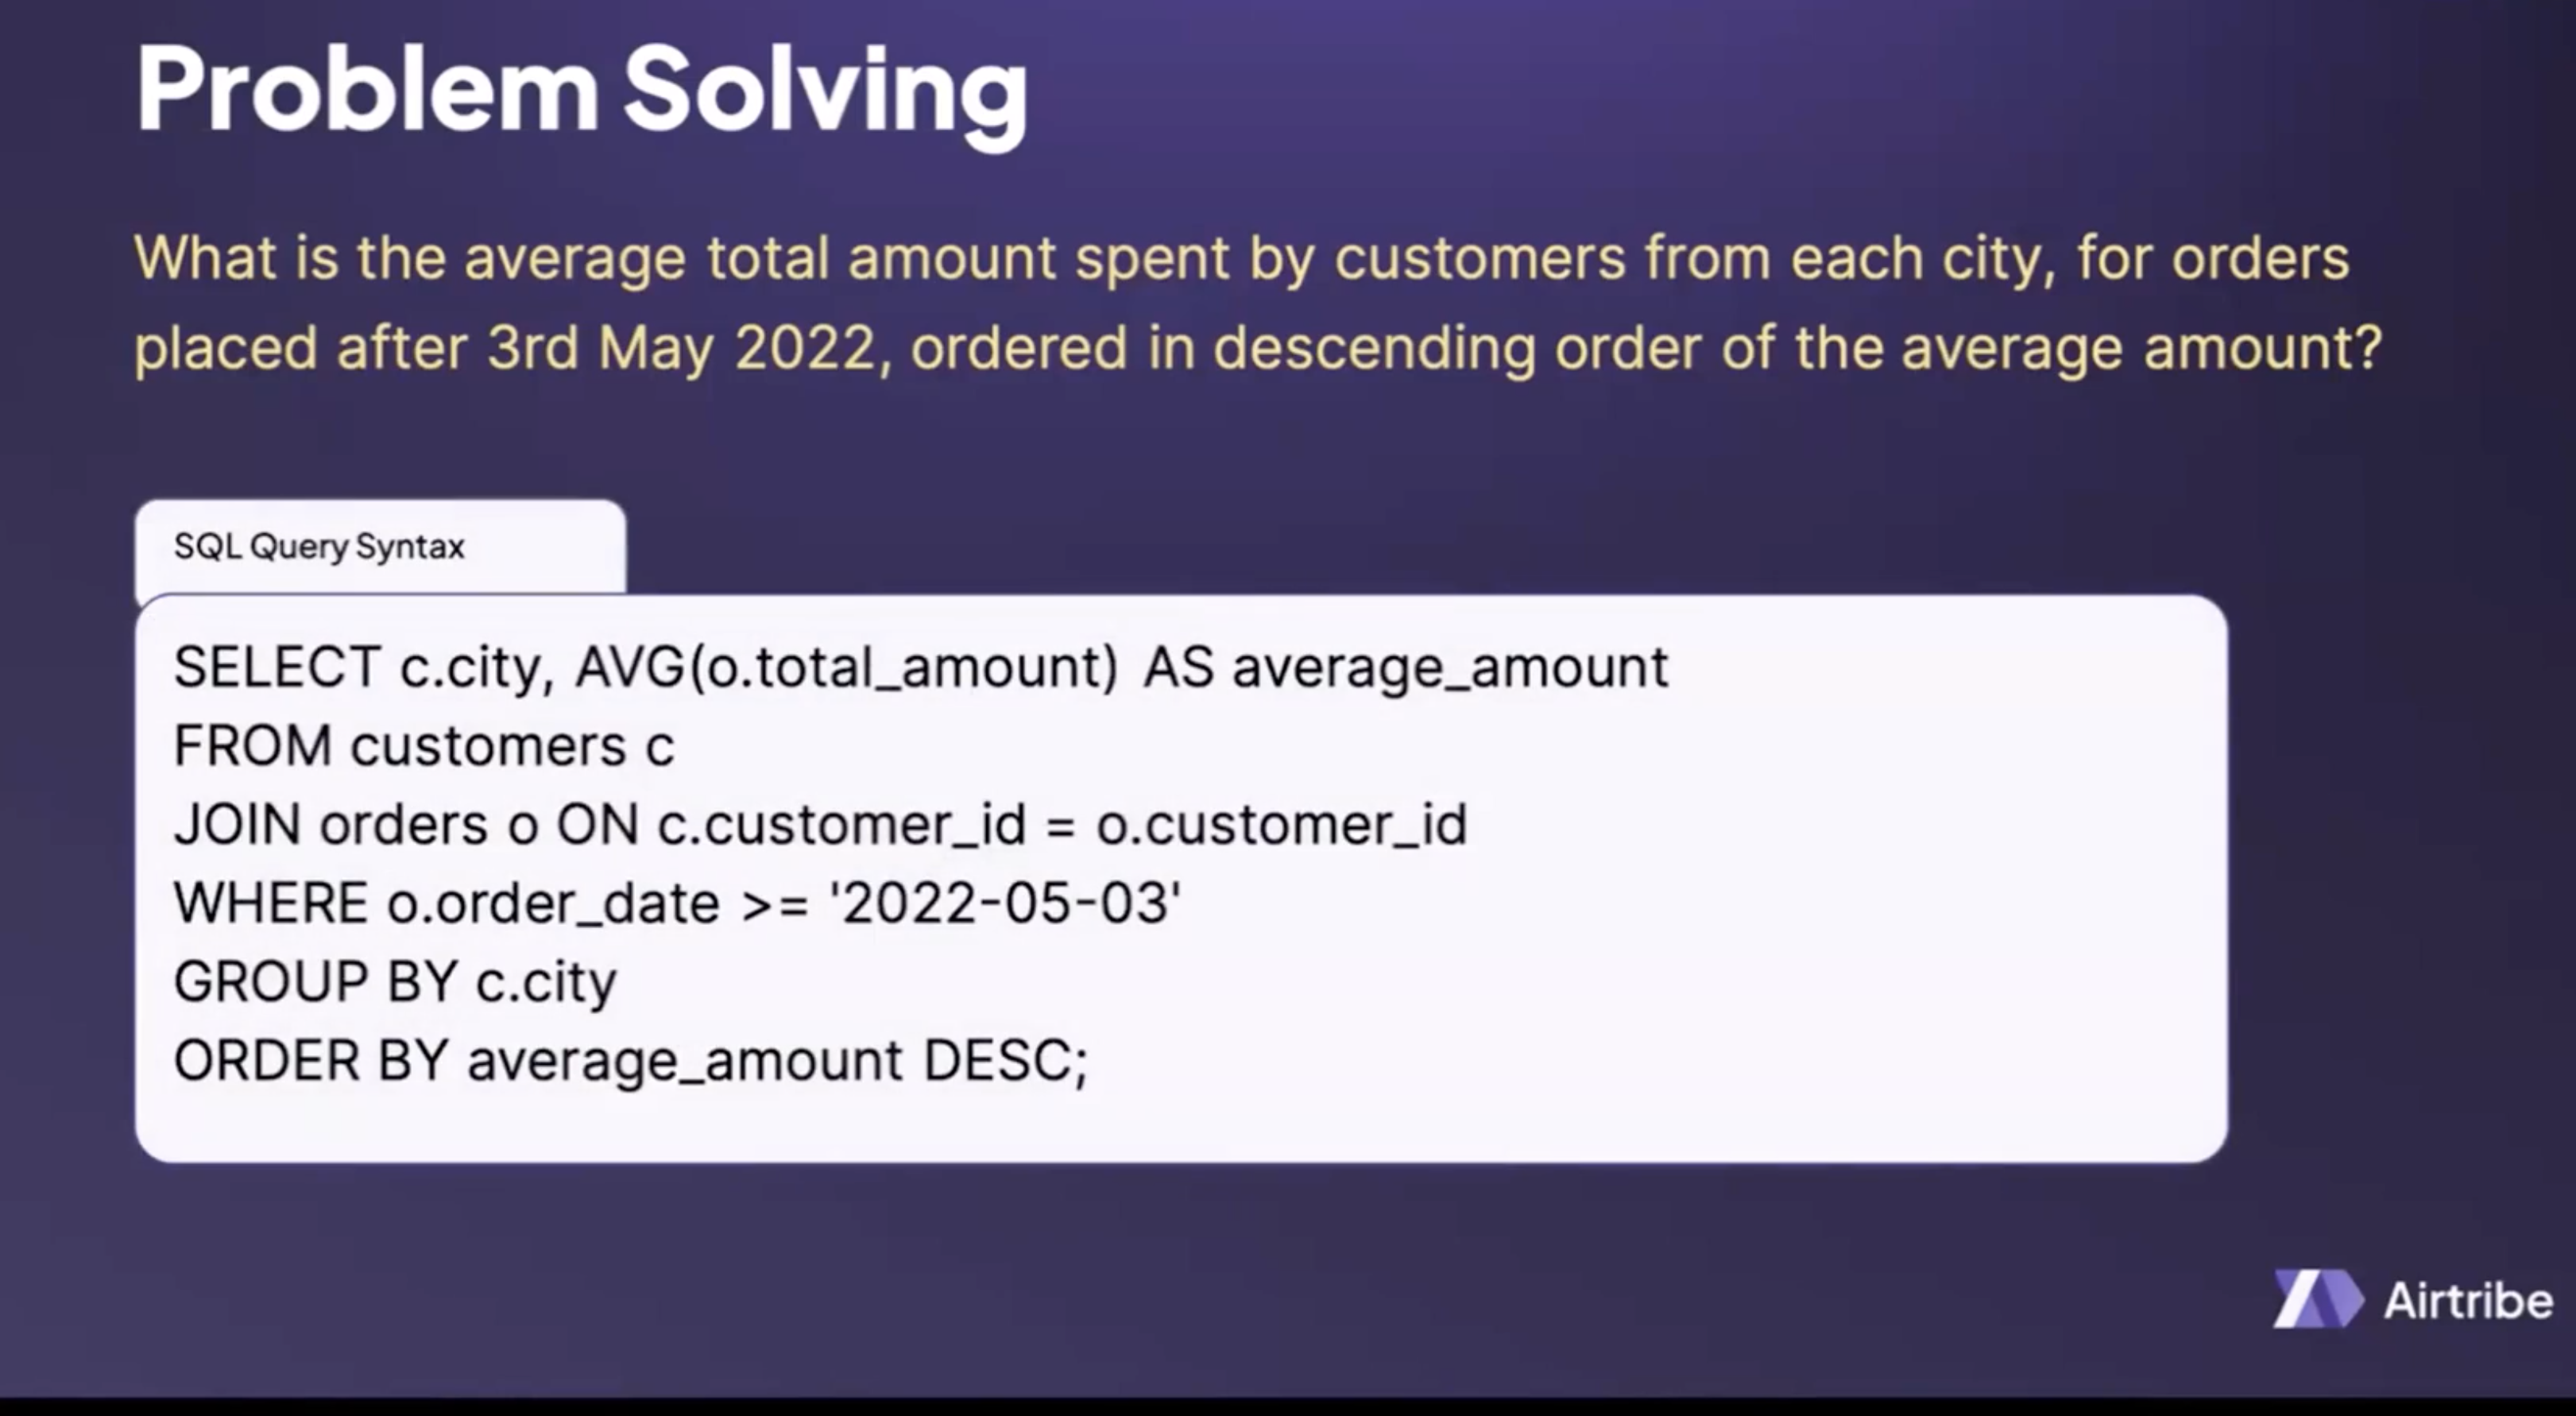 Problem Solving
What is the average total amount spent by customers from each city, for orders
placed after 3rd May 2022, ordered in descending order of the average amount?
SQL Query Syntax
SELECT c.city, AVG(o.total_amount) AS average_amount
FROM customers c
JOIN orders o ON c.customer_id = o.customer_id
WHERE o.order_date >= '2022-05-03'
GROUP BY c.city
ORDER BY average_amount DESC;
Airtribe